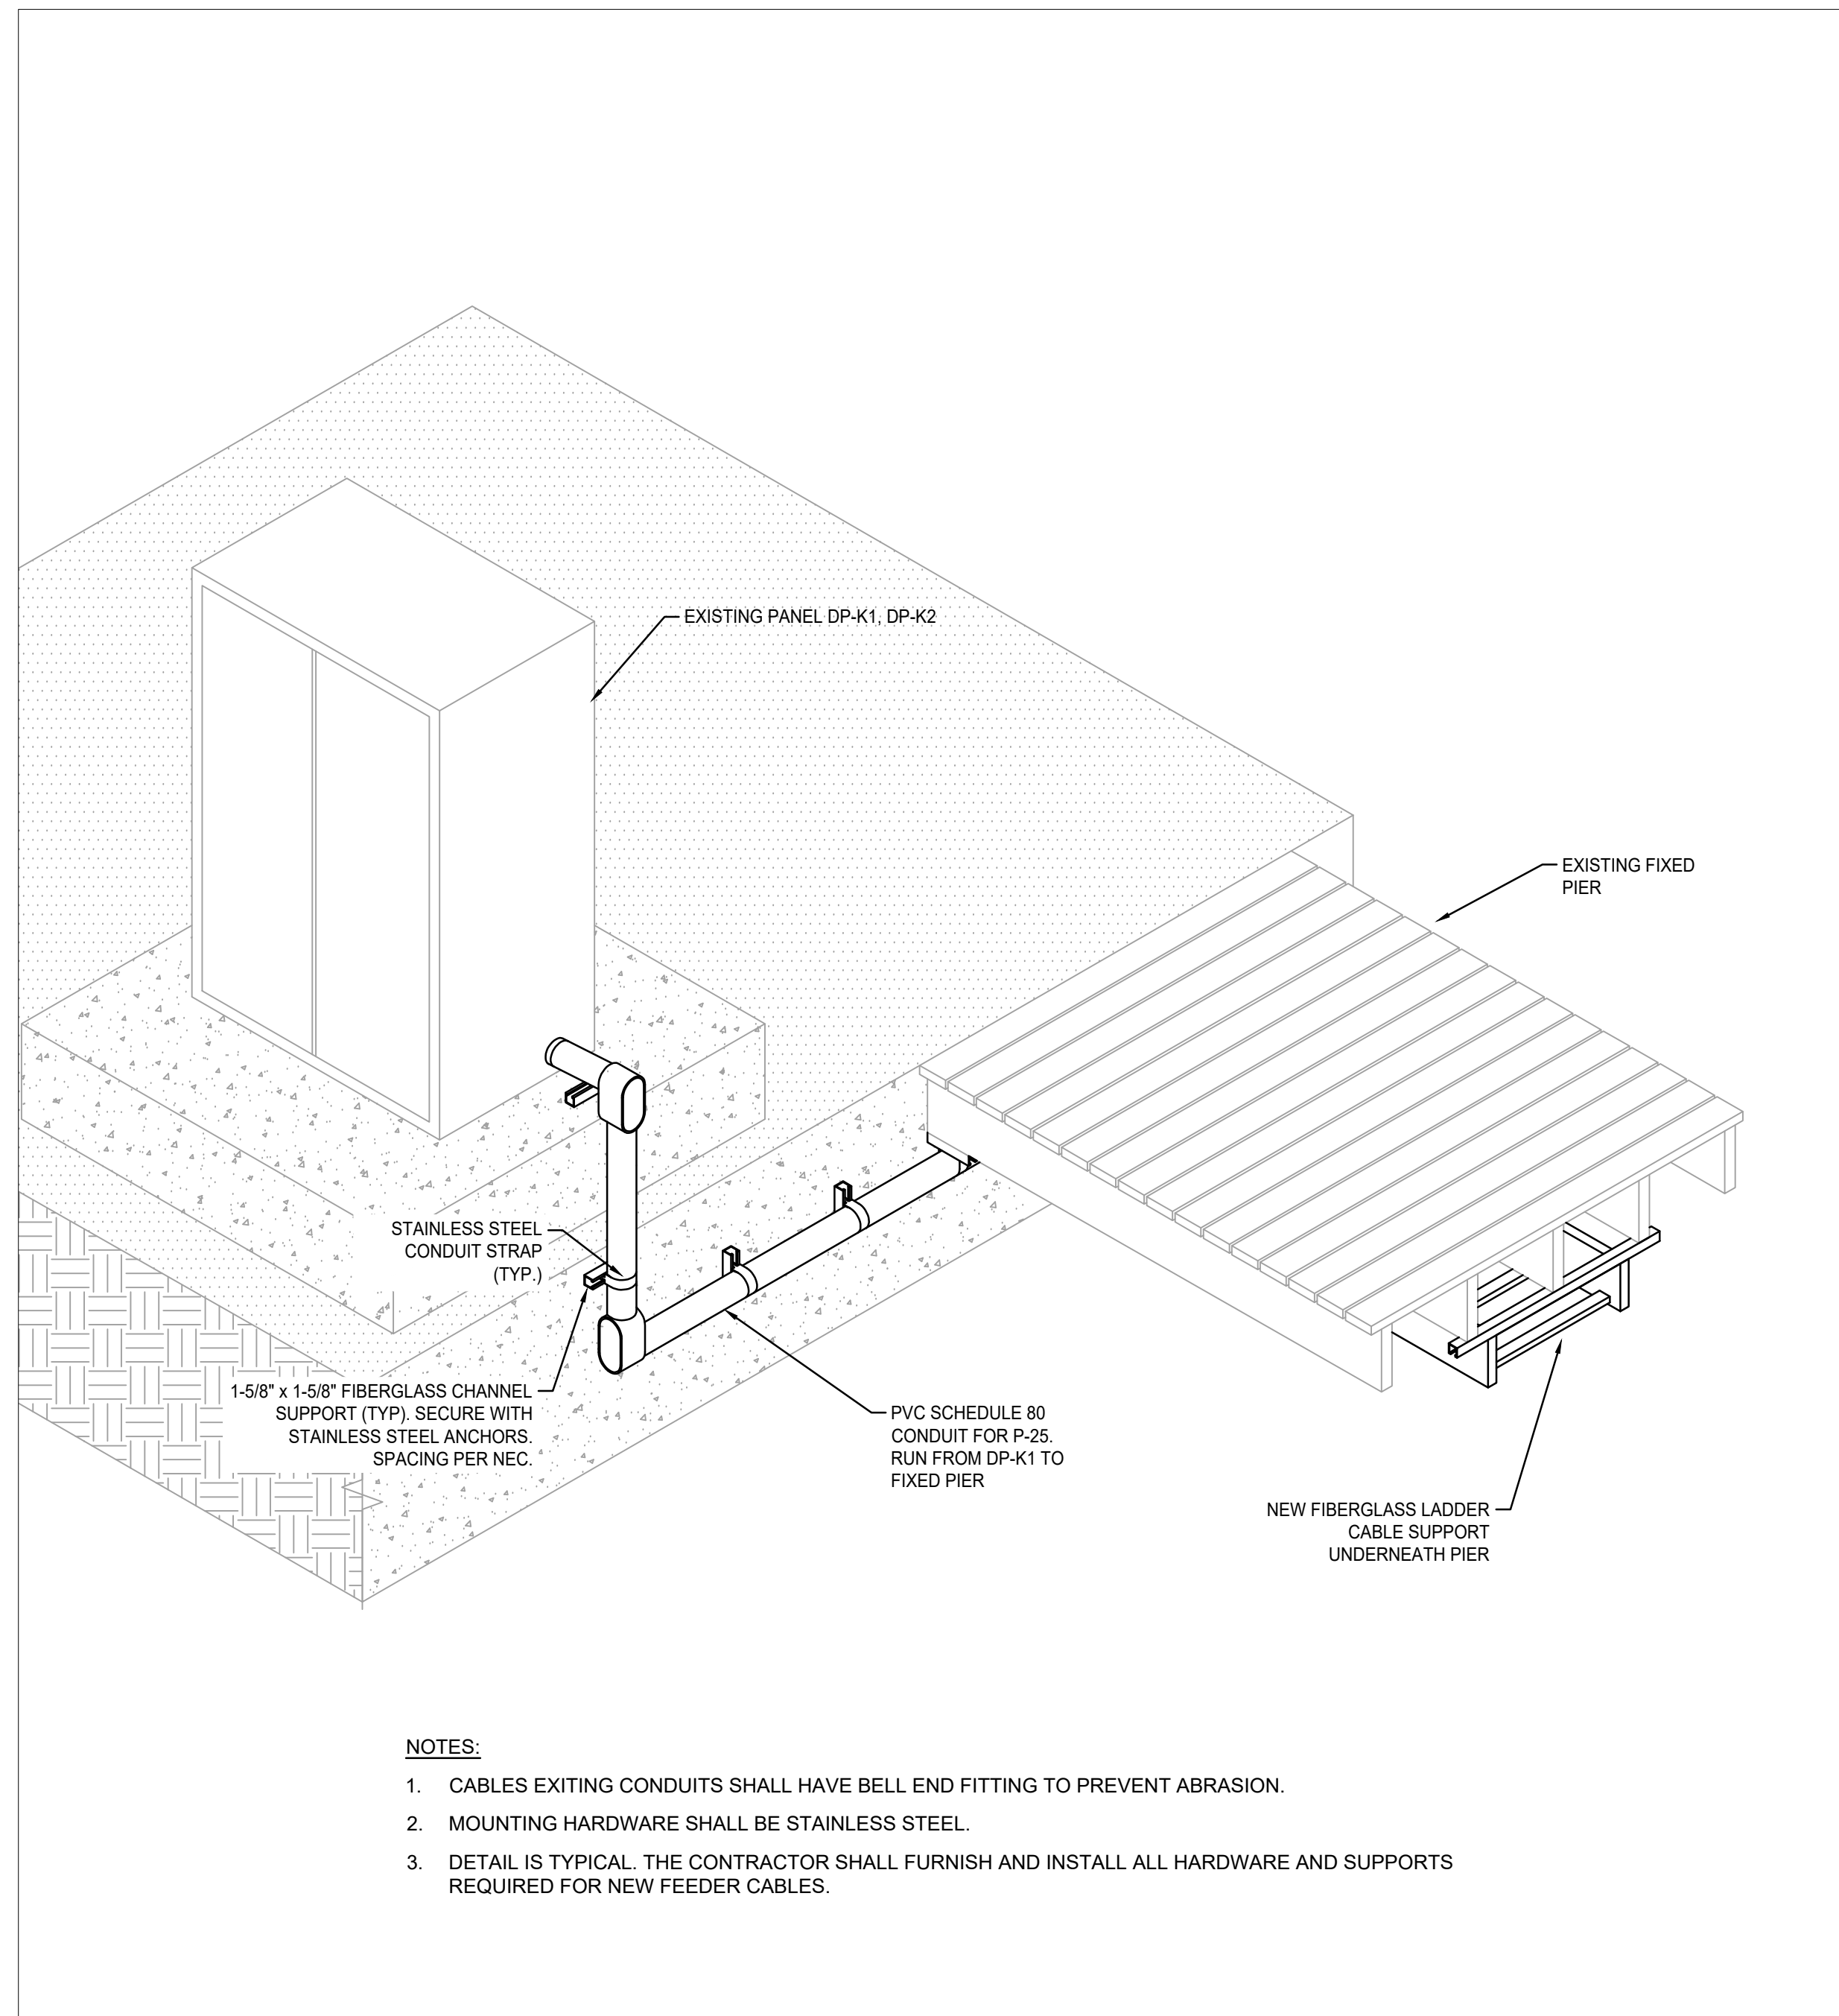 EXISTING PANEL DP-K1, DP-K2
EXISTING FIXED
PIER
STAINLESS STEEL
CONDUIT STRAP
(TYP.)
1-5/8" x 1-5/8" FIBERGLASS CHANNEL
SUPPORT (TYP). SECURE WITH
STAINLESS STEEL ANCHORS.
SPACING PER NEC.
PVC SCHEDULE 80
CONDUIT FOR P-25.
RUN FROM DP-K1 TO
FIXED PIER
NEW FIBERGLASS LADDER
CABLE SUPPORT
UNDERNEATH PIER
NOTES:
1. CABLES EXITING CONDUITS SHALL HAVE BELL END FITTING TO PREVENT ABRASION.
2. MOUNTING HARDWARE SHALL BE STAINLESS STEEL.
3. DETAIL IS TYPICAL. THE CONTRACTOR SHALL FURNISH AND INSTALL ALL HARDWARE AND SUPPORTS
REQUIRED FOR NEW FEEDER CABLES.